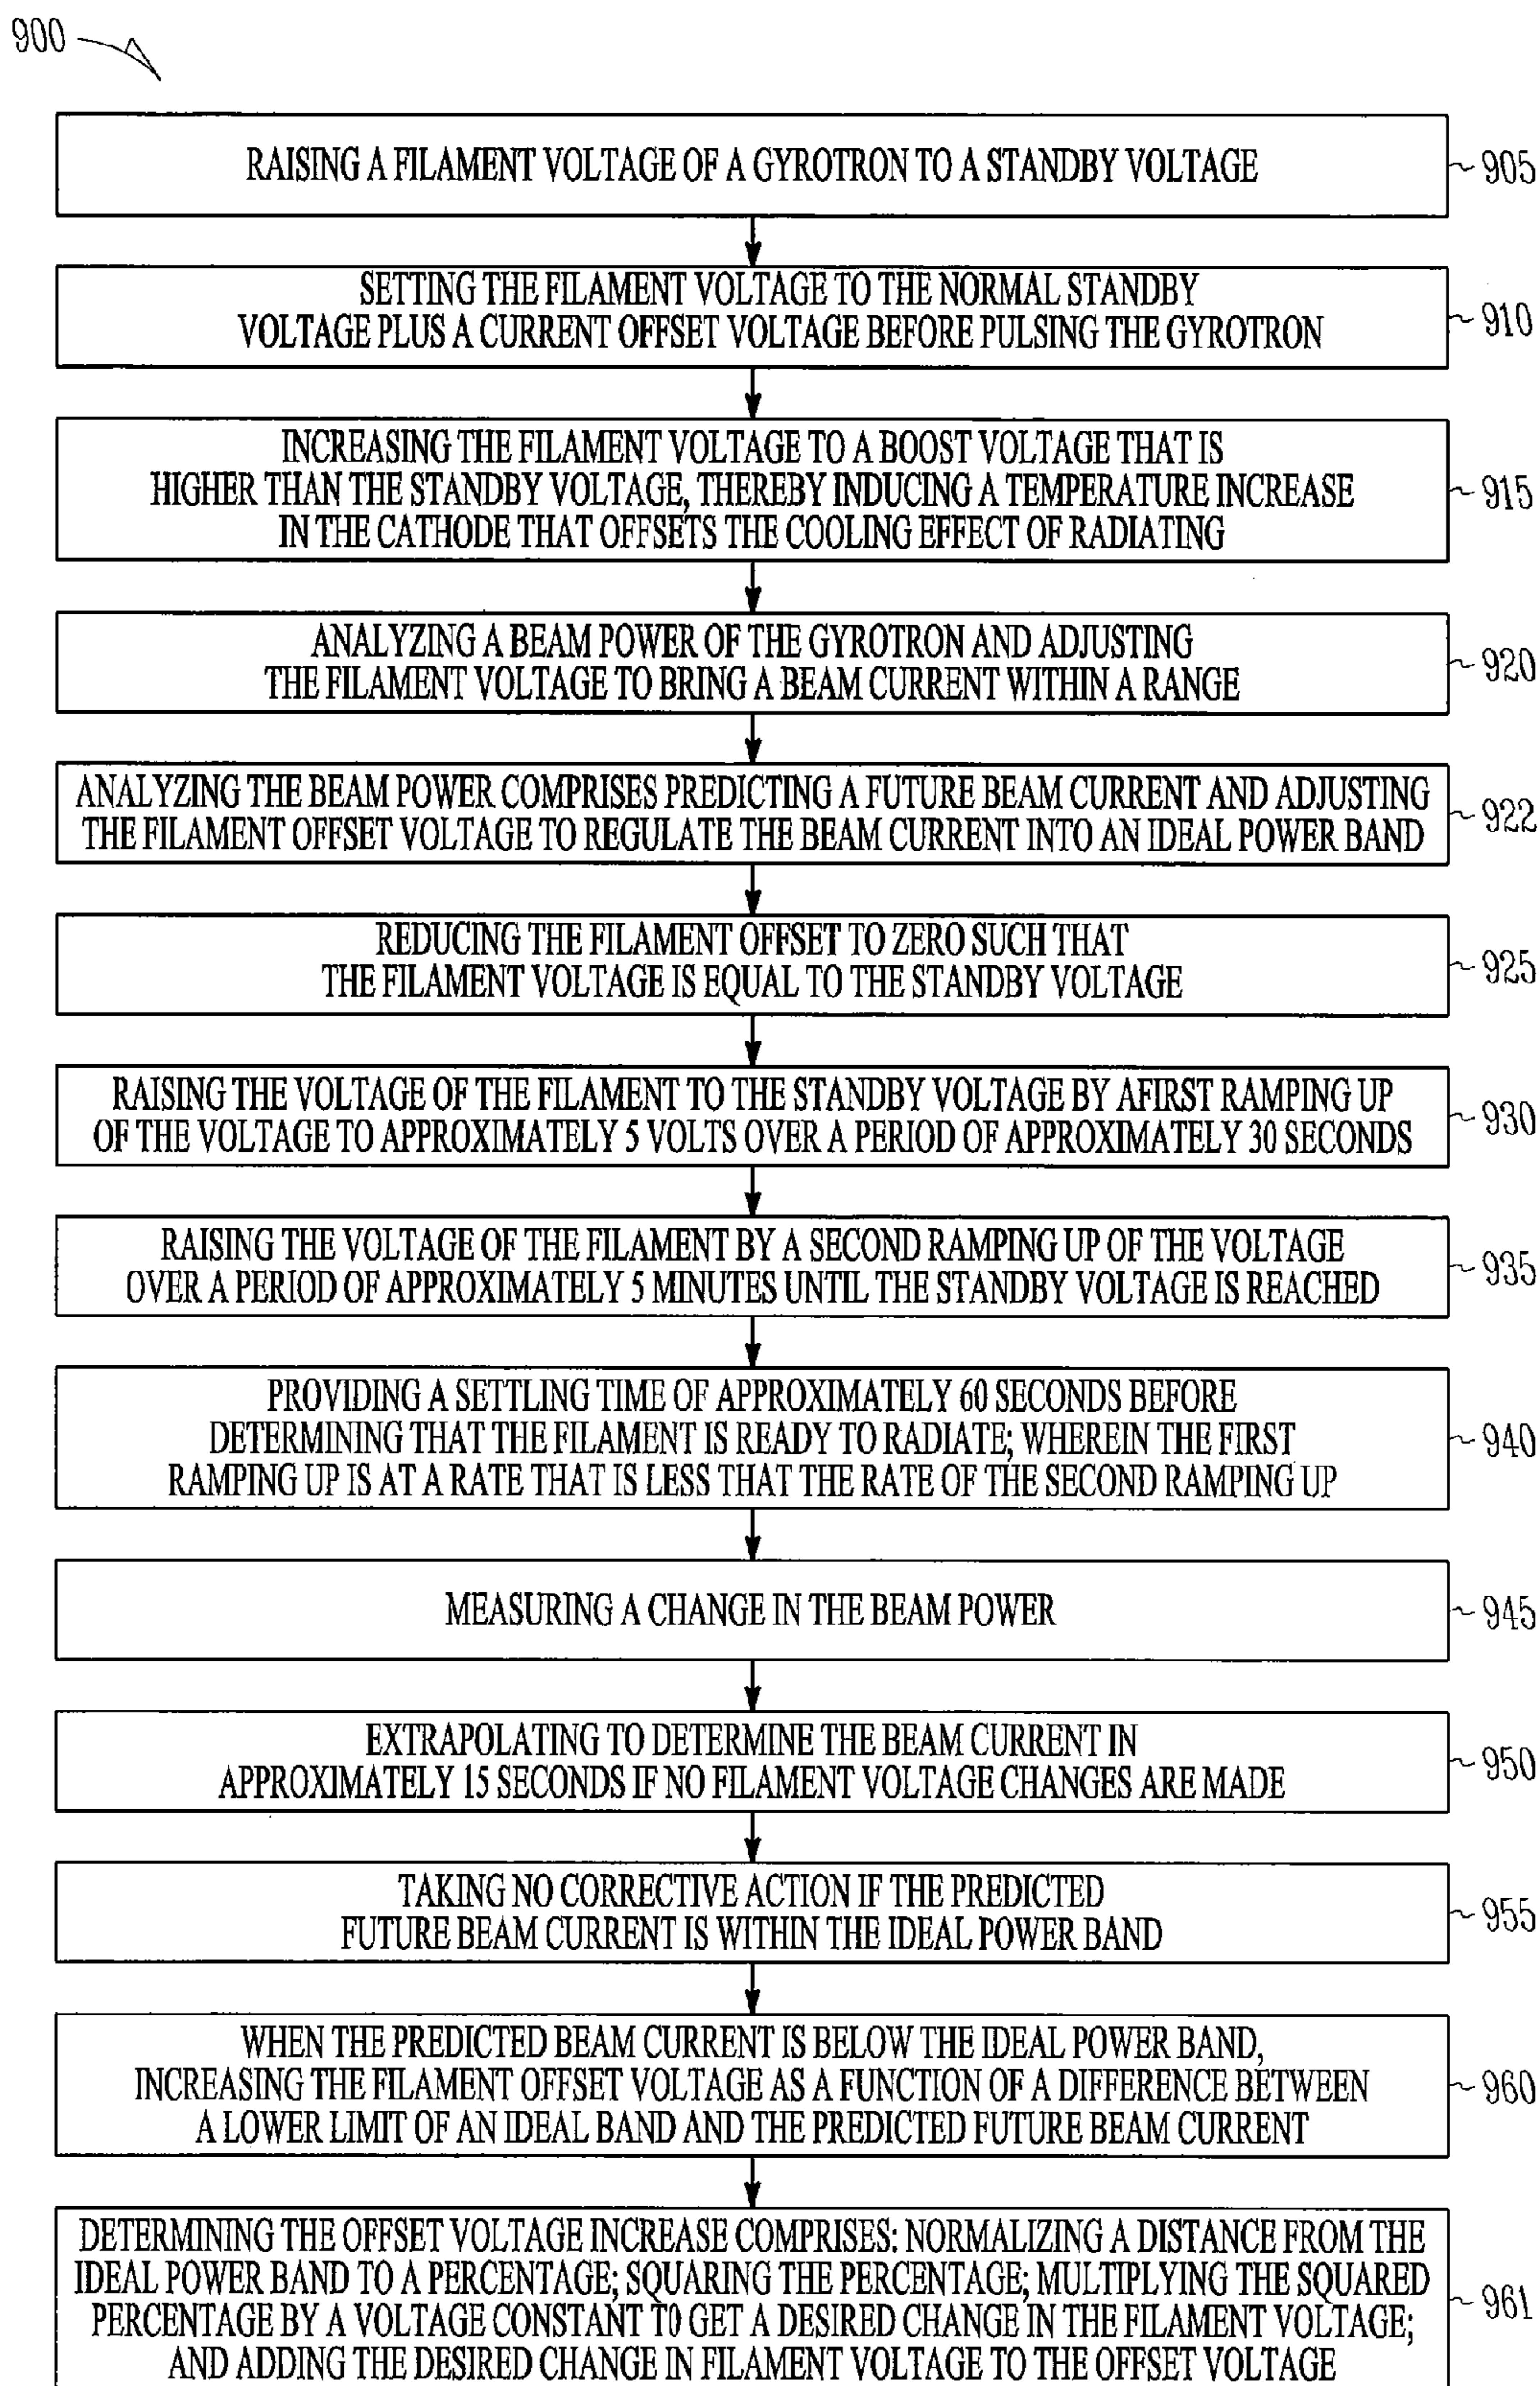 900
RAISING A FILAMENT VOLTAGE OF A GYROTRON TO A STANDBY VOLTAGE
905
SETTING THE FILAMENT VOLTAGE TO THE NORMAL STANDBY
VOLTAGE PLUS A CURRENT OFFSET VOLTAGE BEFORE PULSING THE GYROTRON
910
INCREASING THE FILAMENT VOLTAGE TO A BOOST VOLTAGE THAT IS
HIGHER THAN THE STANDBY VOLTAGE, THEREBY INDUCING A TEMPERATURE INCREASE
IN THE CATHODE THAT OFFSETS THE COOLING EFFECT OF RADIATING
915
ANALYZING A BEAM POWER OF THE GYROTRON AND ADJUSTING
THE FILAMENT VOLTAGE TO BRING A BEAM CURRENT WITHIN A RANGE
920
ANALYZING THE BEAM POWER COMPRISES PREDICTING A FUTURE BEAM CURRENT AND ADJUSTING
THE FILAMENT OFFSET VOLTAGE TO REGULATE THE BEAM CURRENT INTO AN IDEAL POWER BAND
922
REDUCING THE FILAMENT OFFSET TO ZERO SUCH THAT
THE FILAMENT VOLTAGE IS EQUAL TO THE STANDBY VOLTAGE
925
RAISING THE VOLTAGE OF THE FILAMENT TO THE STANDBY VOLTAGE BY AFIRST RAMPING UP
OF THE VOLTAGE TO APPROXIMATELY 5 VOLTS OVER A PERIOD OF APPROXIMATELY 30 SECONDS
930
RAISING THE VOLTAGE OF THE FILAMENT BY A SECOND RAMPING UP OF THE VOLTAGE
OVER A PERIOD OF APPROXIMATELY 5 MINUTES UNTIL THE STANDBY VOLTAGE IS REACHED
935
PROVIDING A SETTLING TIME OF APPROXIMATELY 60 SECONDS BEFORE
DETERMINING THAT THE FILAMENT IS READY TO RADIATE; WHEREIN THE FIRST
RAMPING UP IS AT A RATE THAT IS LESS THAT THE RATE OF THE SECOND RAMPING UP
940
MEASURING A CHANGE IN THE BEAM POWER
945
EXTRAPOLATING TO DETERMINE THE BEAM CURRENT IN
APPROXIMATELY 15 SECONDS IF NO FILAMENT VOLTAGE CHANGES ARE MADE
950
TAKING NO CORRECTIVE ACTION IF THE PREDICTED
FUTURE BEAM CURRENT IS WITHIN THE IDEAL POWER BAND
955
WHEN THE PREDICTED BEAM CURRENT IS BELOW THE IDEAL POWER BAND,
INCREASING THE FILAMENT OFFSET VOLTAGE AS A FUNCTION OF A DIFFERENCE BETWEEN
A LOWER LIMIT OF AN IDEAL BAND AND THE PREDICTED FUTURE BEAM CURRENT
960
DETERMINING THE OFFSET VOLTAGE INCREASE COMPRISES: NORMALIZING A DISTANCE FROM THE
IDEAL POWER BAND TO A PERCENTAGE; SQUARING THE PERCENTAGE; MULTIPLYING THE SQUARED
PERCENTAGE BY A VOLTAGE CONSTANT TO GET A DESIRED CHANGE IN THE FILAMENT VOLTAGE;
AND ADDING THE DESIRED CHANGE IN FILAMENT VOLTAGE TO THE OFFSET VOLTAGE
961